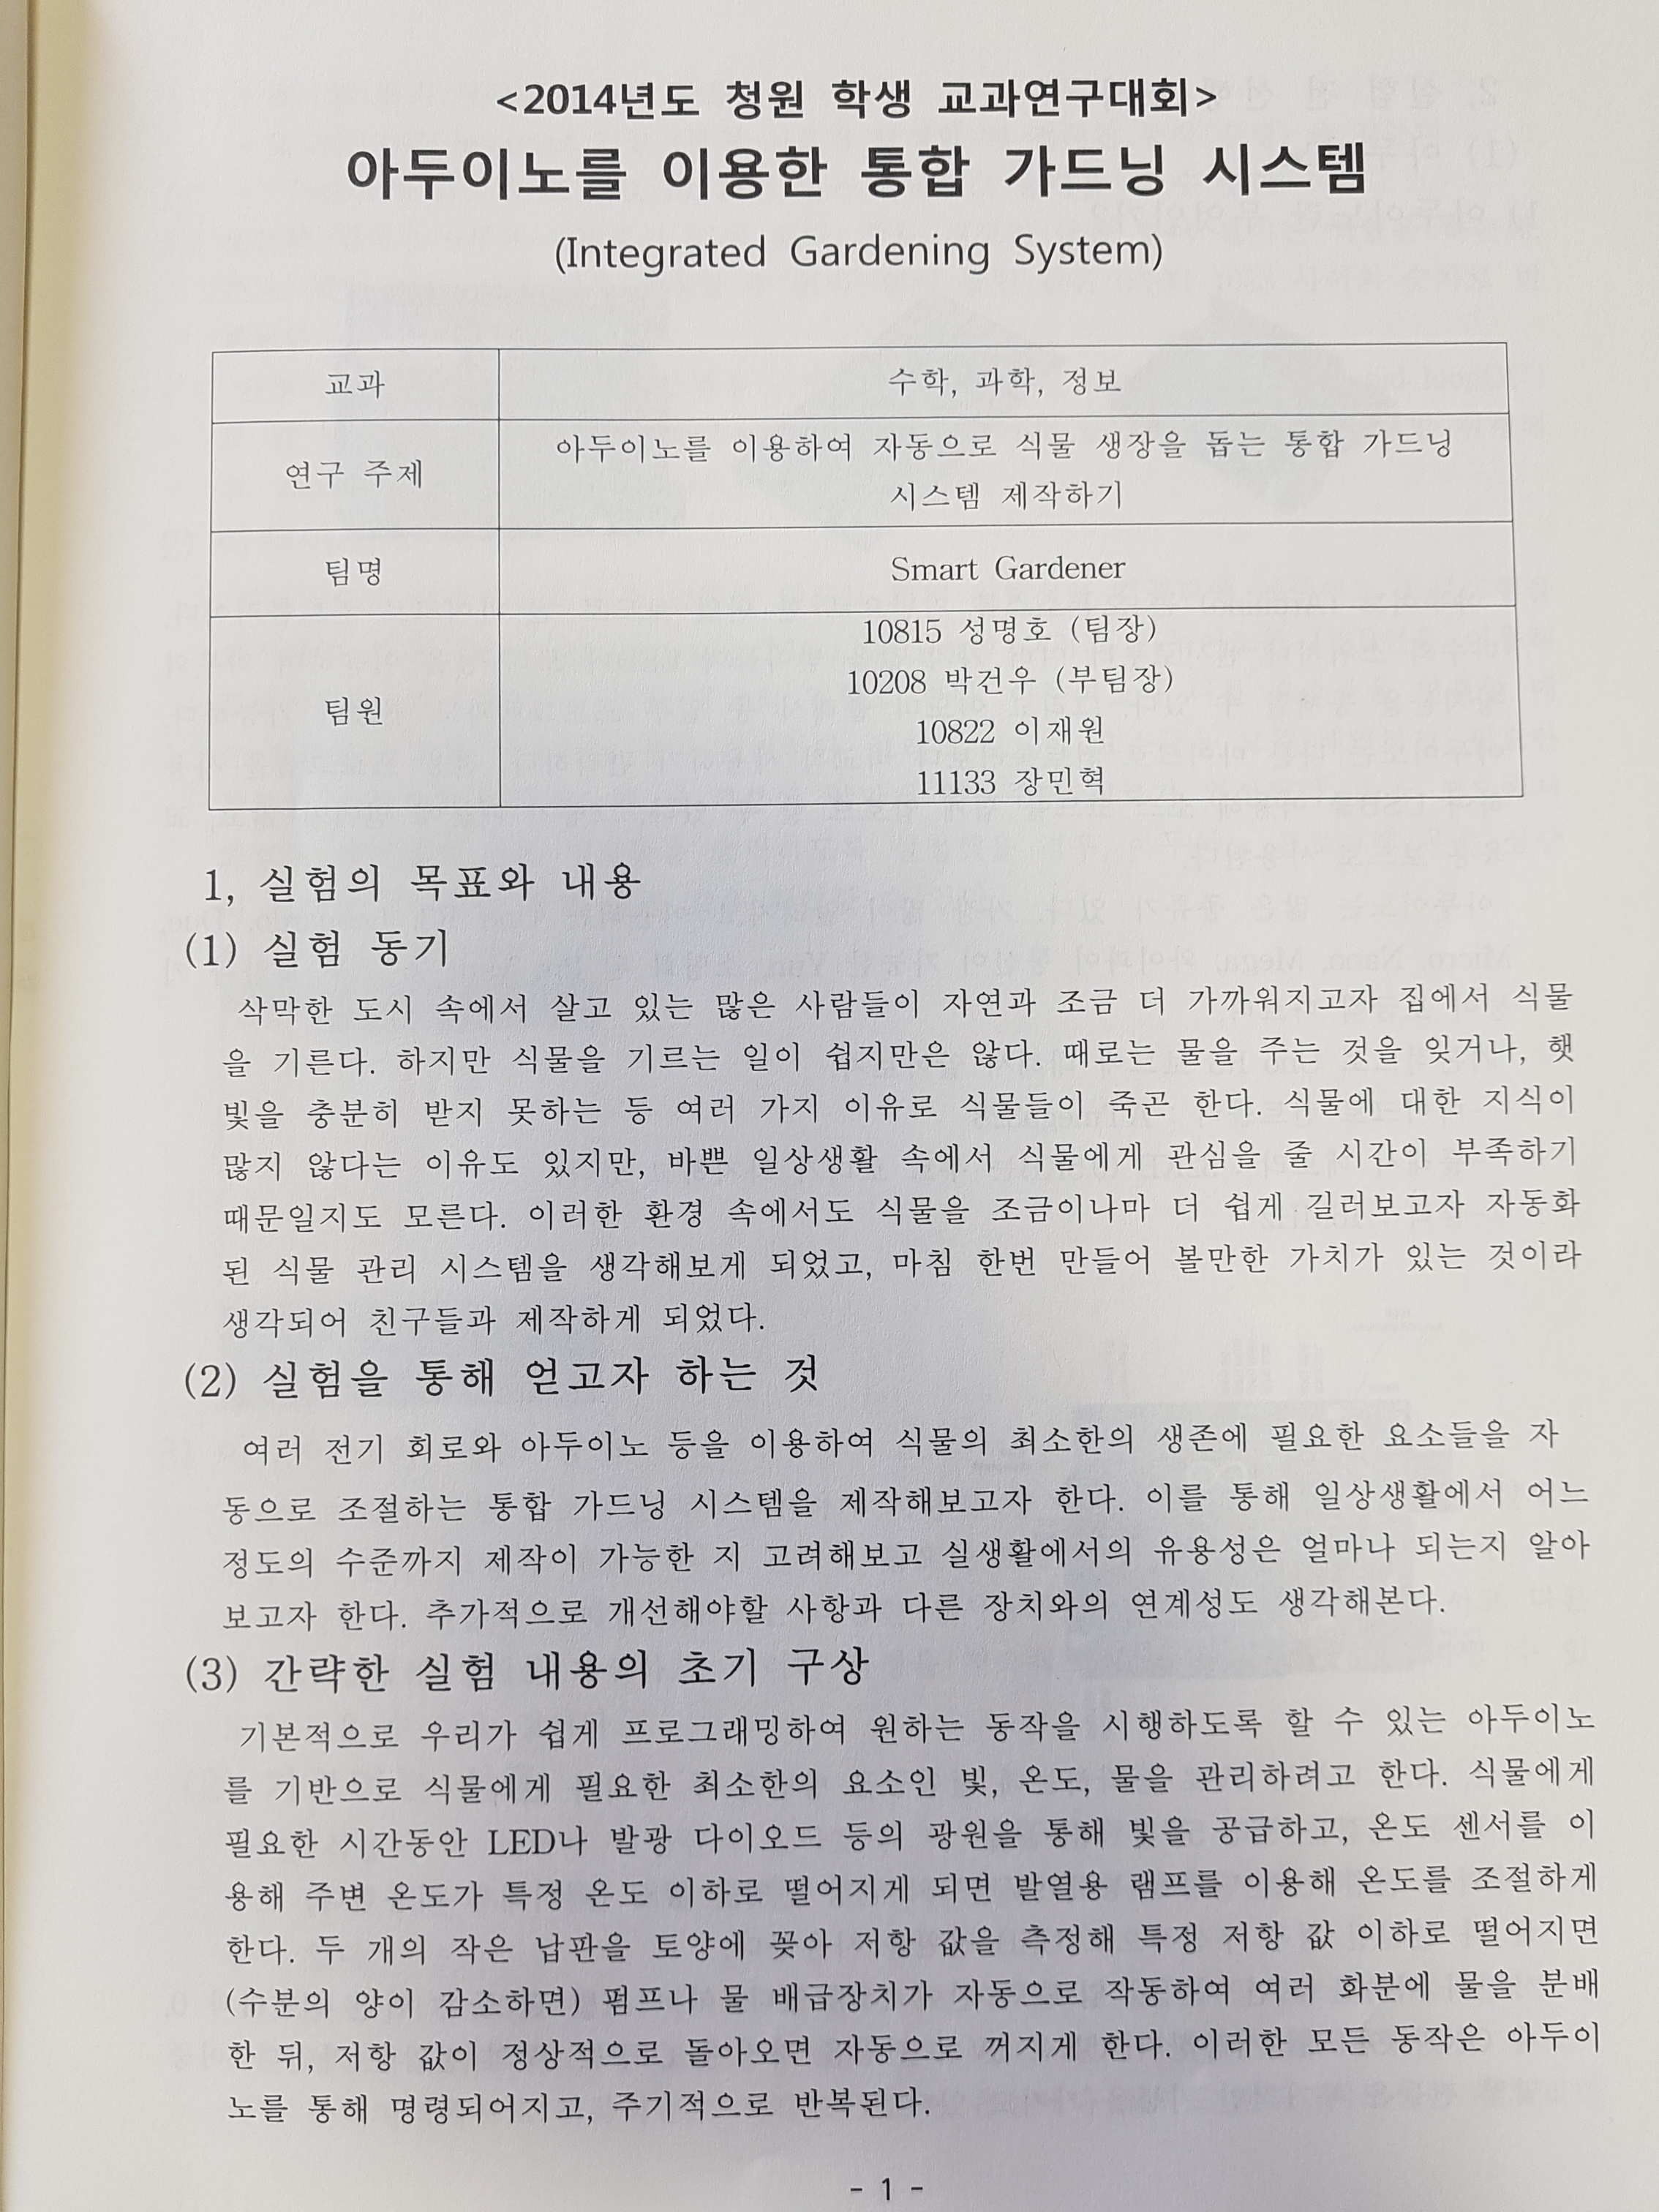 <2014년도 청원 학생 교과연구대회>
아두이노를 이용한 통합 가드닝 시스템
(Integrated Gardening System)
교과
수학, 과학, 정보
연구 주제
아두이노를 이용하여 자동으로 식물 생장을 돕는 통합 가드닝
시스템 제작하기
팀명
Smart Gardener
팀원
10815 성명호 (팀장)
10208 박건우 (부팀장)
10822 이재원
11133 장민혁
1, 실험의 목표와 내용
(1) 실험 동기
삭막한 도시 속에서 살고 있는 많은 사람들이 자연과 조금 더 가까워지고자 집에서 식물
을 기른다. 하지만 식물을 기르는 일이 쉽지만은 않다. 때로는 물을 주는 것을 잊거나, 햇
빛을 충분히 받지 못하는 등 여러 가지 이유로 식물들이 죽곤 한다. 식물에 대한 지식이
많지 않다는 이유도 있지만, 바쁜 일상생활 속에서 식물에게 관심을 줄 시간이 부족하기
때문일지도 모른다. 이러한 환경 속에서도 식물을 조금이나마 더 쉽게 길러보고자 자동화
된 식물 관리 시스템을 생각해보게 되었고, 마침 한번 만들어 볼만한 가치가 있는 것이라
생각되어 친구들과 제작하게 되었다.
(2) 실험을 통해 얻고자 하는 것
여러 전기 회로와 아두이노 등을 이용하여 식물의 최소한의 생존에 필요한 요소들을 자
동으로 조절하는 통합 가드닝 시스템을 제작해보고자 한다. 이를 통해 일상생활에서 어느
정도의 수준까지 제작이 가능한 지 고려해보고 실생활에서의 유용성은 얼마나 되는지 알아
보고자 한다. 추가적으로 개선해야할 사항과 다른 장치와의 연계성도 생각해본다.
(3) 간략한 실험 내용의 초기 구상
기본적으로 우리가 쉽게 프로그래밍하여 원하는 동작을 시행하도록 할 수 있는 아두이노
를 기반으로 식물에게 필요한 최소한의 요소인 빛, 온도, 물을 관리하려고 한다. 식물에게
필요한 시간동안 LED나 발광 다이오드 등의 광원을 통해 빛을 공급하고, 온도 센서를 이
용해 주변 온도가 특정 온도 이하로 떨어지게 되면 발열용 램프를 이용해 온도를 조절하게
한다. 두 개의 작은 납판을 토양에 꽂아 저항 값을 측정해 특정 저항 값 이하로 떨어지면
(수분의 양이 감소하면) 펌프나 물 배급장치가 자동으로 작동하여 여러 화분에 물을 분배
한 뒤, 저항 값이 정상적으로 돌아오면 자동으로 꺼지게 한다. 이러한 모든 동작은 아두이
노를 통해 명령되어지고, 주기적으로 반복된다.
- 1 -